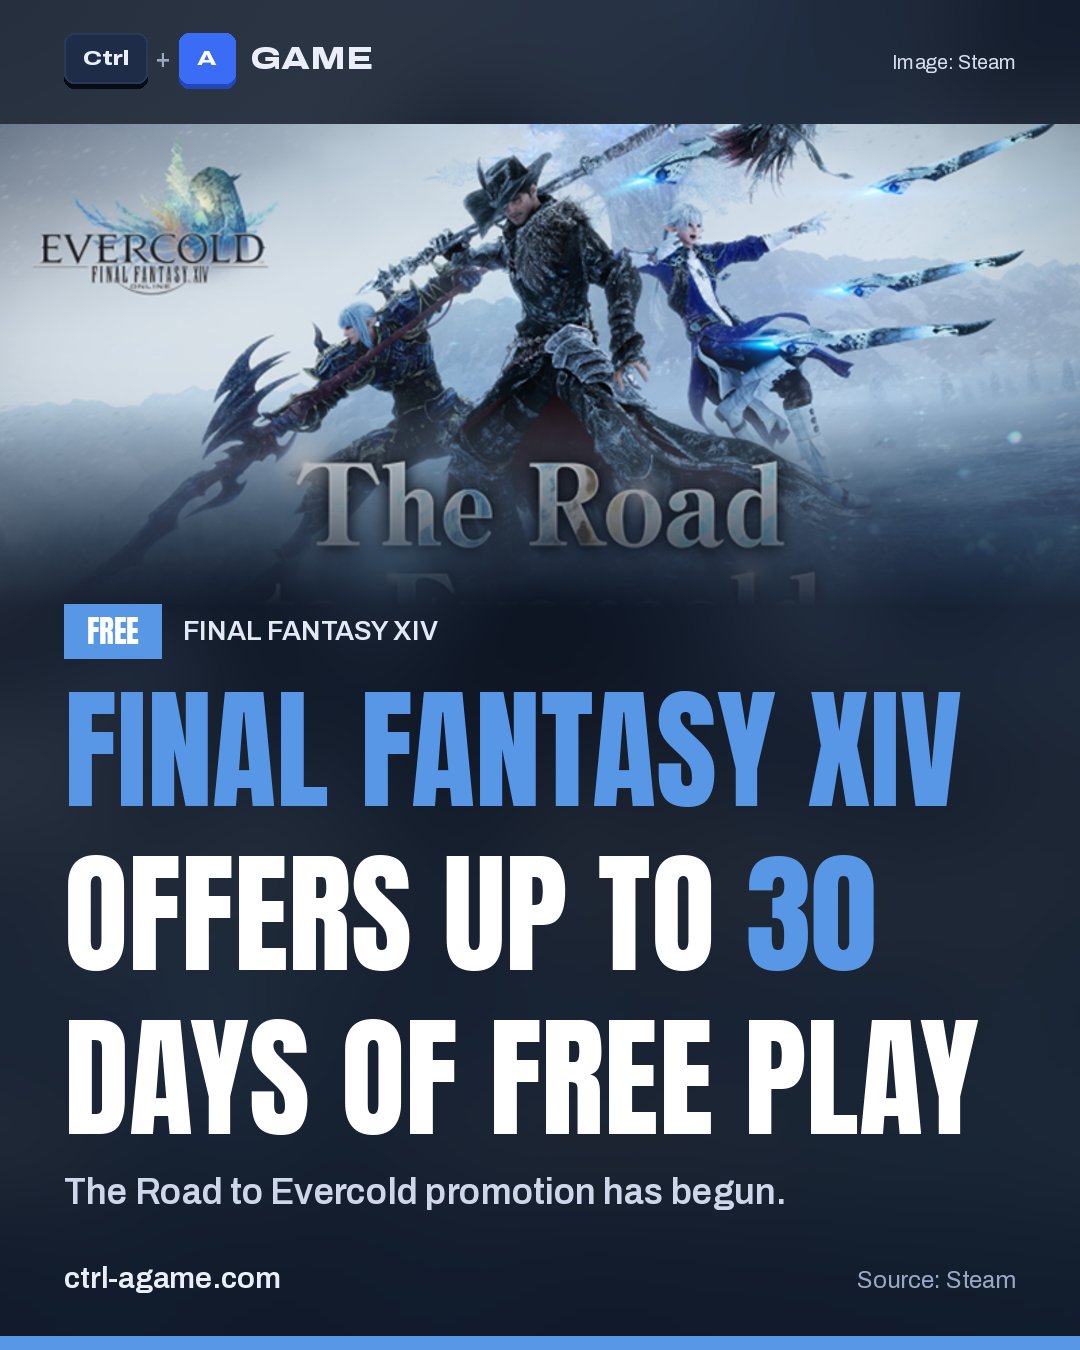 Ctrl + A GAME
Image: Steam
EVERCOLD
FINAL FANTASY XIV
ONLINE
The Road
to Evercold
FREE FINAL FANTASY XIV
FINAL FANTASY XIV
OFFERS UP TO 30
DAYS OF FREE PLAY
The Road to Evercold promotion has begun.
ctrl-agame.com
Source: Steam